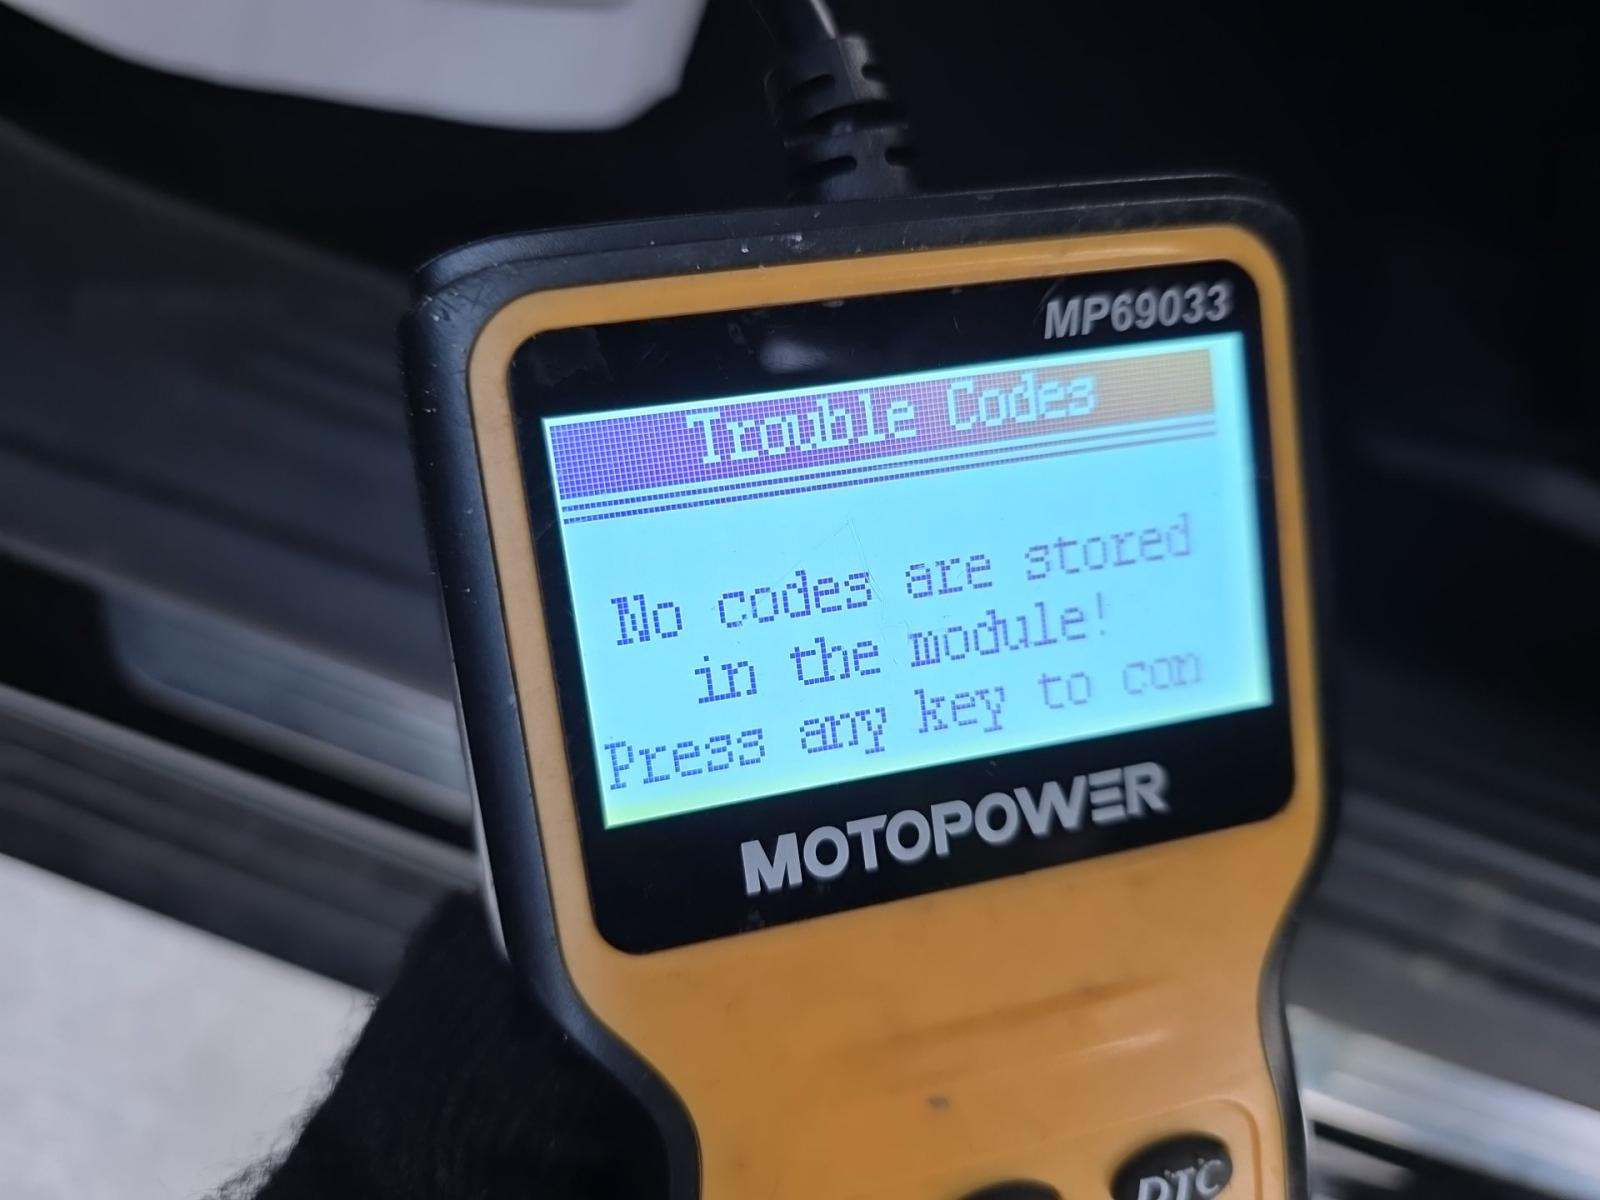 MP69033
Trouble Codes
No codes are stored
in the module!
Press any key to con
MOTOPOWER
DTC